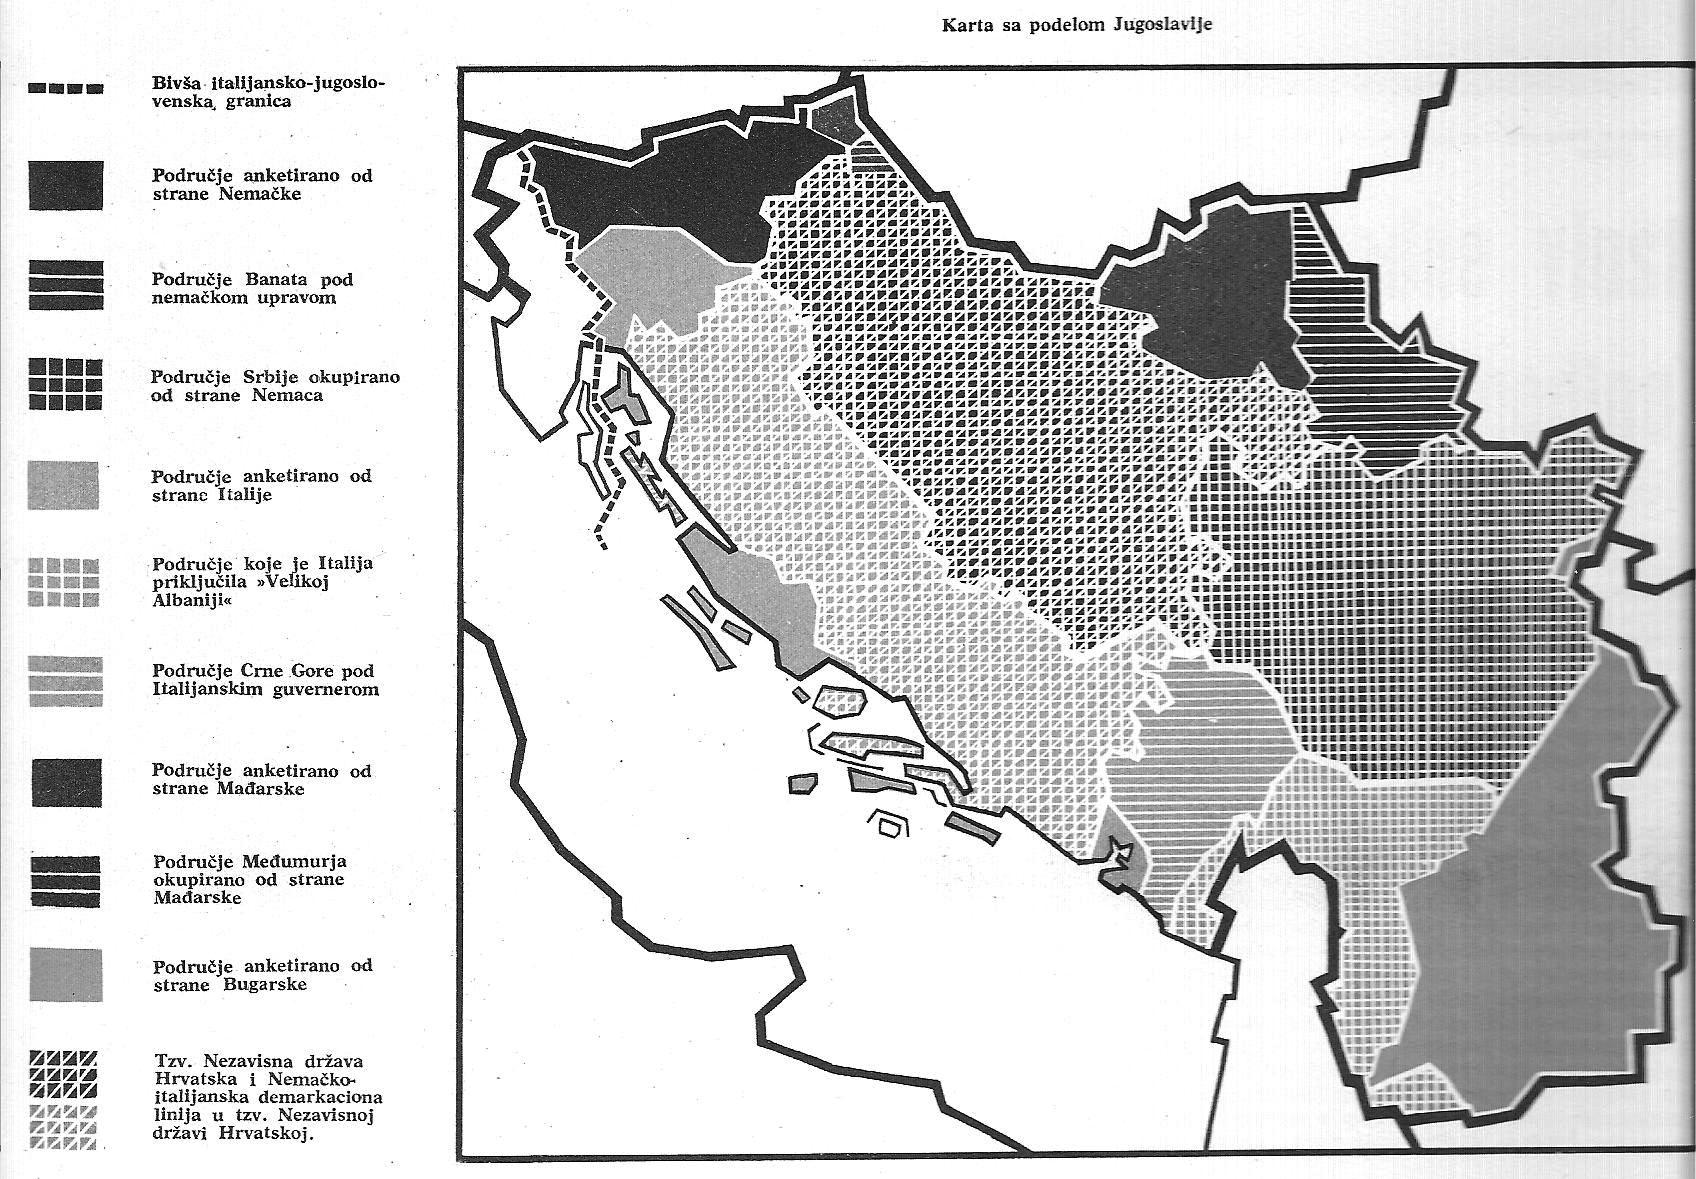 Karta sa podelom Jugoslavije
Bivša italijansko-jugoslo-
venska granica
Područje anketirano od
strane Nemačke
Područje Banata pod
nemačkom upravom
Područje Srbije okupirano
od strane Nemaca
Područje anketirano od
strane Italije
Područje koje je Italija
priključila »Velikoj
Albaniji«
Područje Crne Gore pod
Italijanskim guvernerom
Područje anketirano od
strane Mađarske
Područje Međumurja
okupirano od strane
Mađarske
Područje anketirano od
strane Bugarske
Tzv. Nezavisna država
Hrvatska i Nemačko-
italijanska demarkaciona
linija u tzv. Nezavisnoj
državi Hrvatskoj.